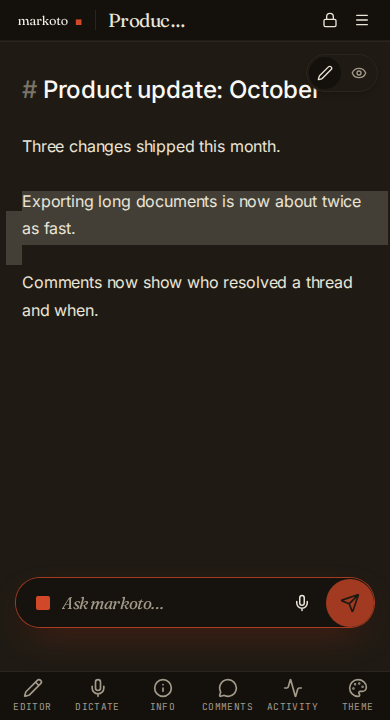 markoto
Produc...
# Product update: October
Three changes shipped this month.
Exporting long documents is now about twice
as fast.
Comments now show who resolved a thread
and when.
Ask markoto...
EDITOR
DICTATE
INFO
COMMENTS
ACTIVITY
THEME